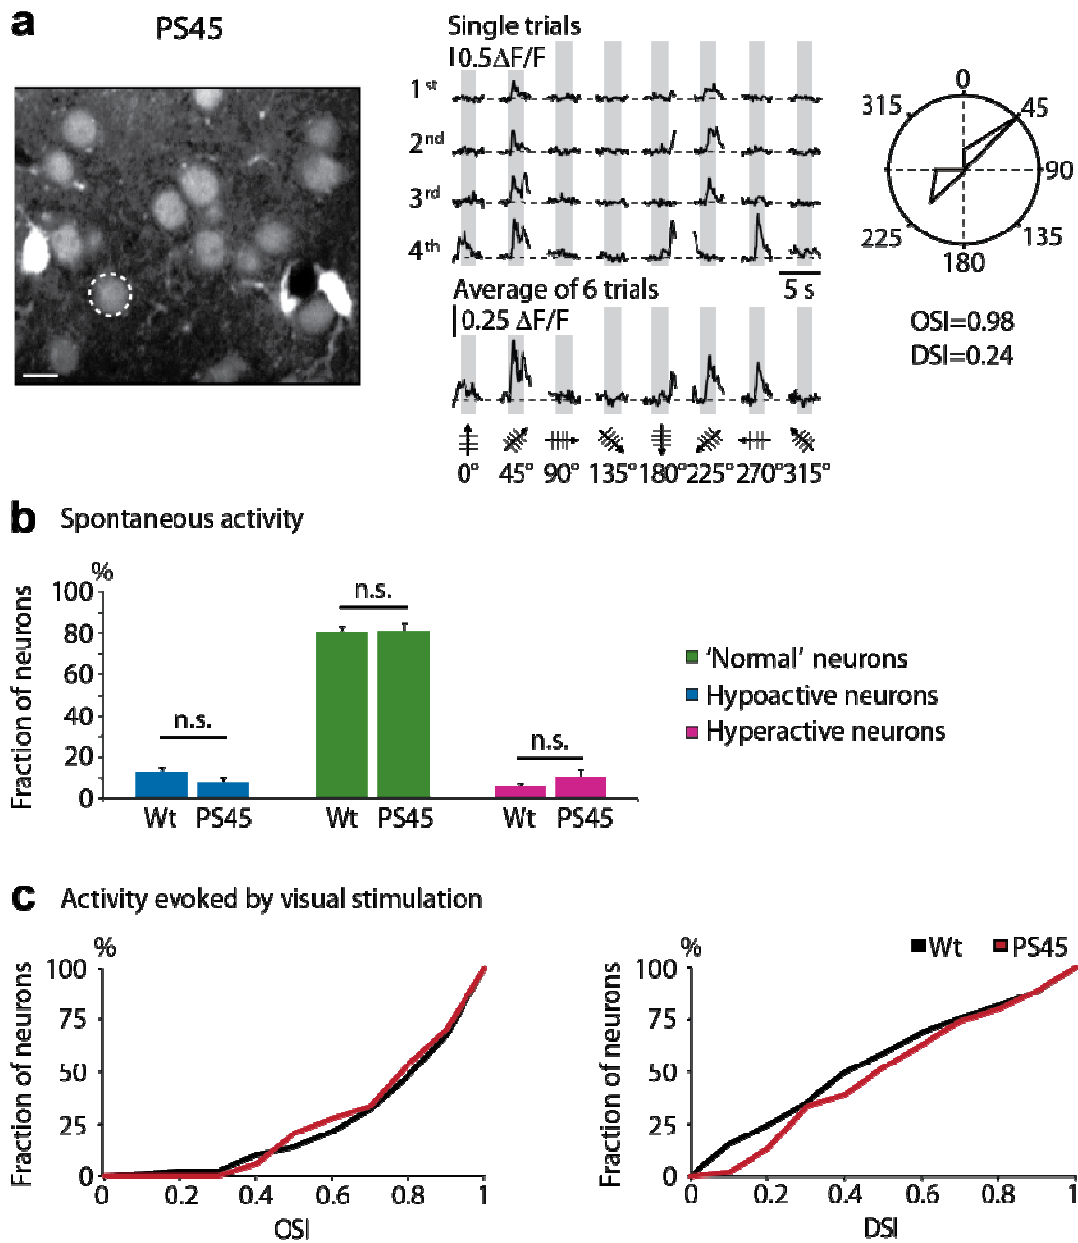 a
PS45
Single trials
0.5ΔF/F
1st
2nd
3rd
4th
5 s
Average of 6 trials
0.25 ΔF/F
0° 45° 90° 135° 180° 225° 270° 315°
0
45
90
135
180
225
315
OSI=0.98
DSI=0.24
b Spontaneous activity
%
Fraction of neurons
100
80
60
40
20
0
n.s.
n.s.
n.s.
Wt PS45 Wt PS45 Wt PS45
'Normal' neurons
Hypoactive neurons
Hyperactive neurons
c Activity evoked by visual stimulation
%
Fraction of neurons
100
75
50
25
0
0 0.2 0.4 0.6 0.8 1
OSI
Wt PS45
%
Fraction of neurons
100
75
50
25
0
0 0.2 0.4 0.6 0.8 1
DSI